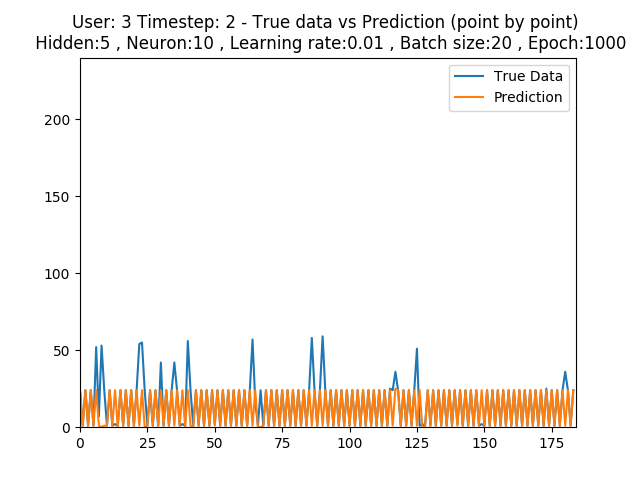 User: 3 Timestep: 2 - True data vs Prediction (point by point)
Hidden:5 , Neuron:10 , Learning rate:0.01 , Batch size:20 , Epoch:1000
True Data
Prediction
200
150
100
50
0
0 25 50 75 100 125 150 175